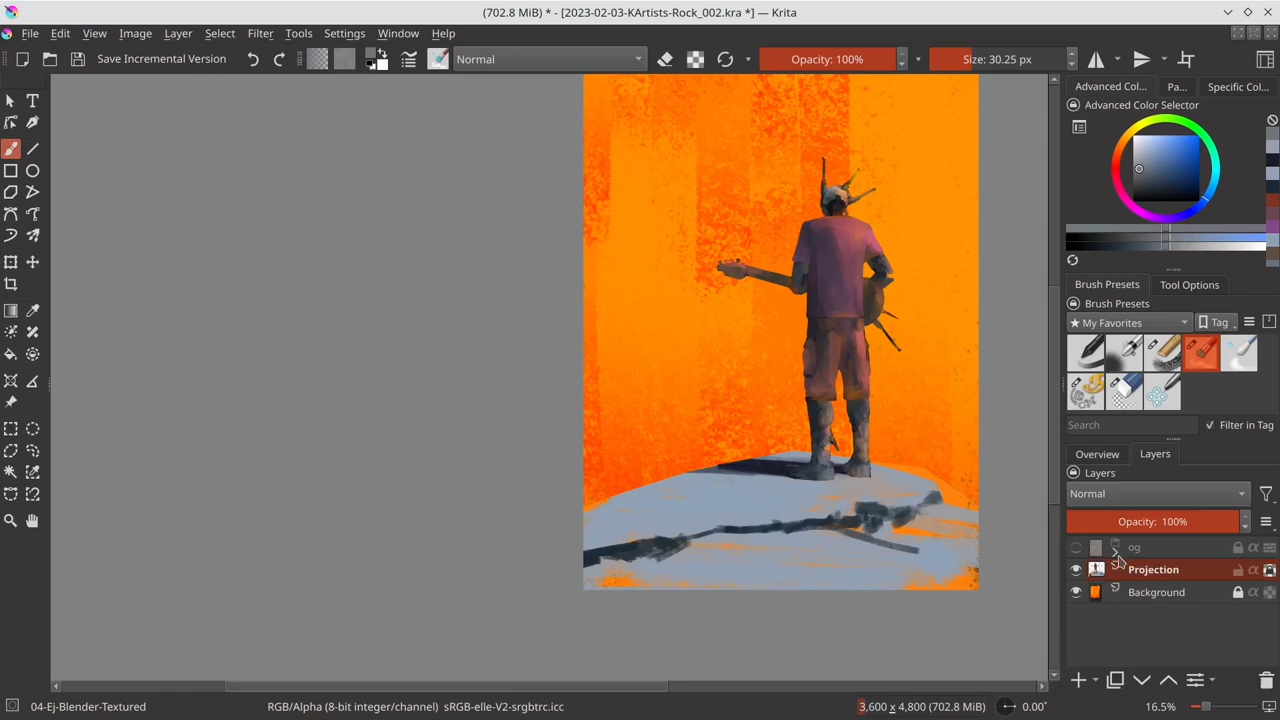 (702.8 MiB) * - [2023-02-03-KArtists-Rock_002.kra *] — Krita
File Edit View Image Layer Select Filter Tools Settings Window Help
Save Incremental Version Normal Opacity: 100% Size: 30.25 px
Advanced Col... Pa... Specific Col...
Advanced Color Selector
Brush Presets Tool Options
Brush Presets
★ My Favorites Tag
Search Filter in Tag
Overview Layers
Layers
Normal
Opacity: 100%
og
Projection
Background
04-Ej-Blender-Textured RGB/Alpha (8-bit integer/channel) sRGB-elle-V2-srgbtrc.icc 3,600 x 4,800 (702.8 MiB) 0.00° 16.5%